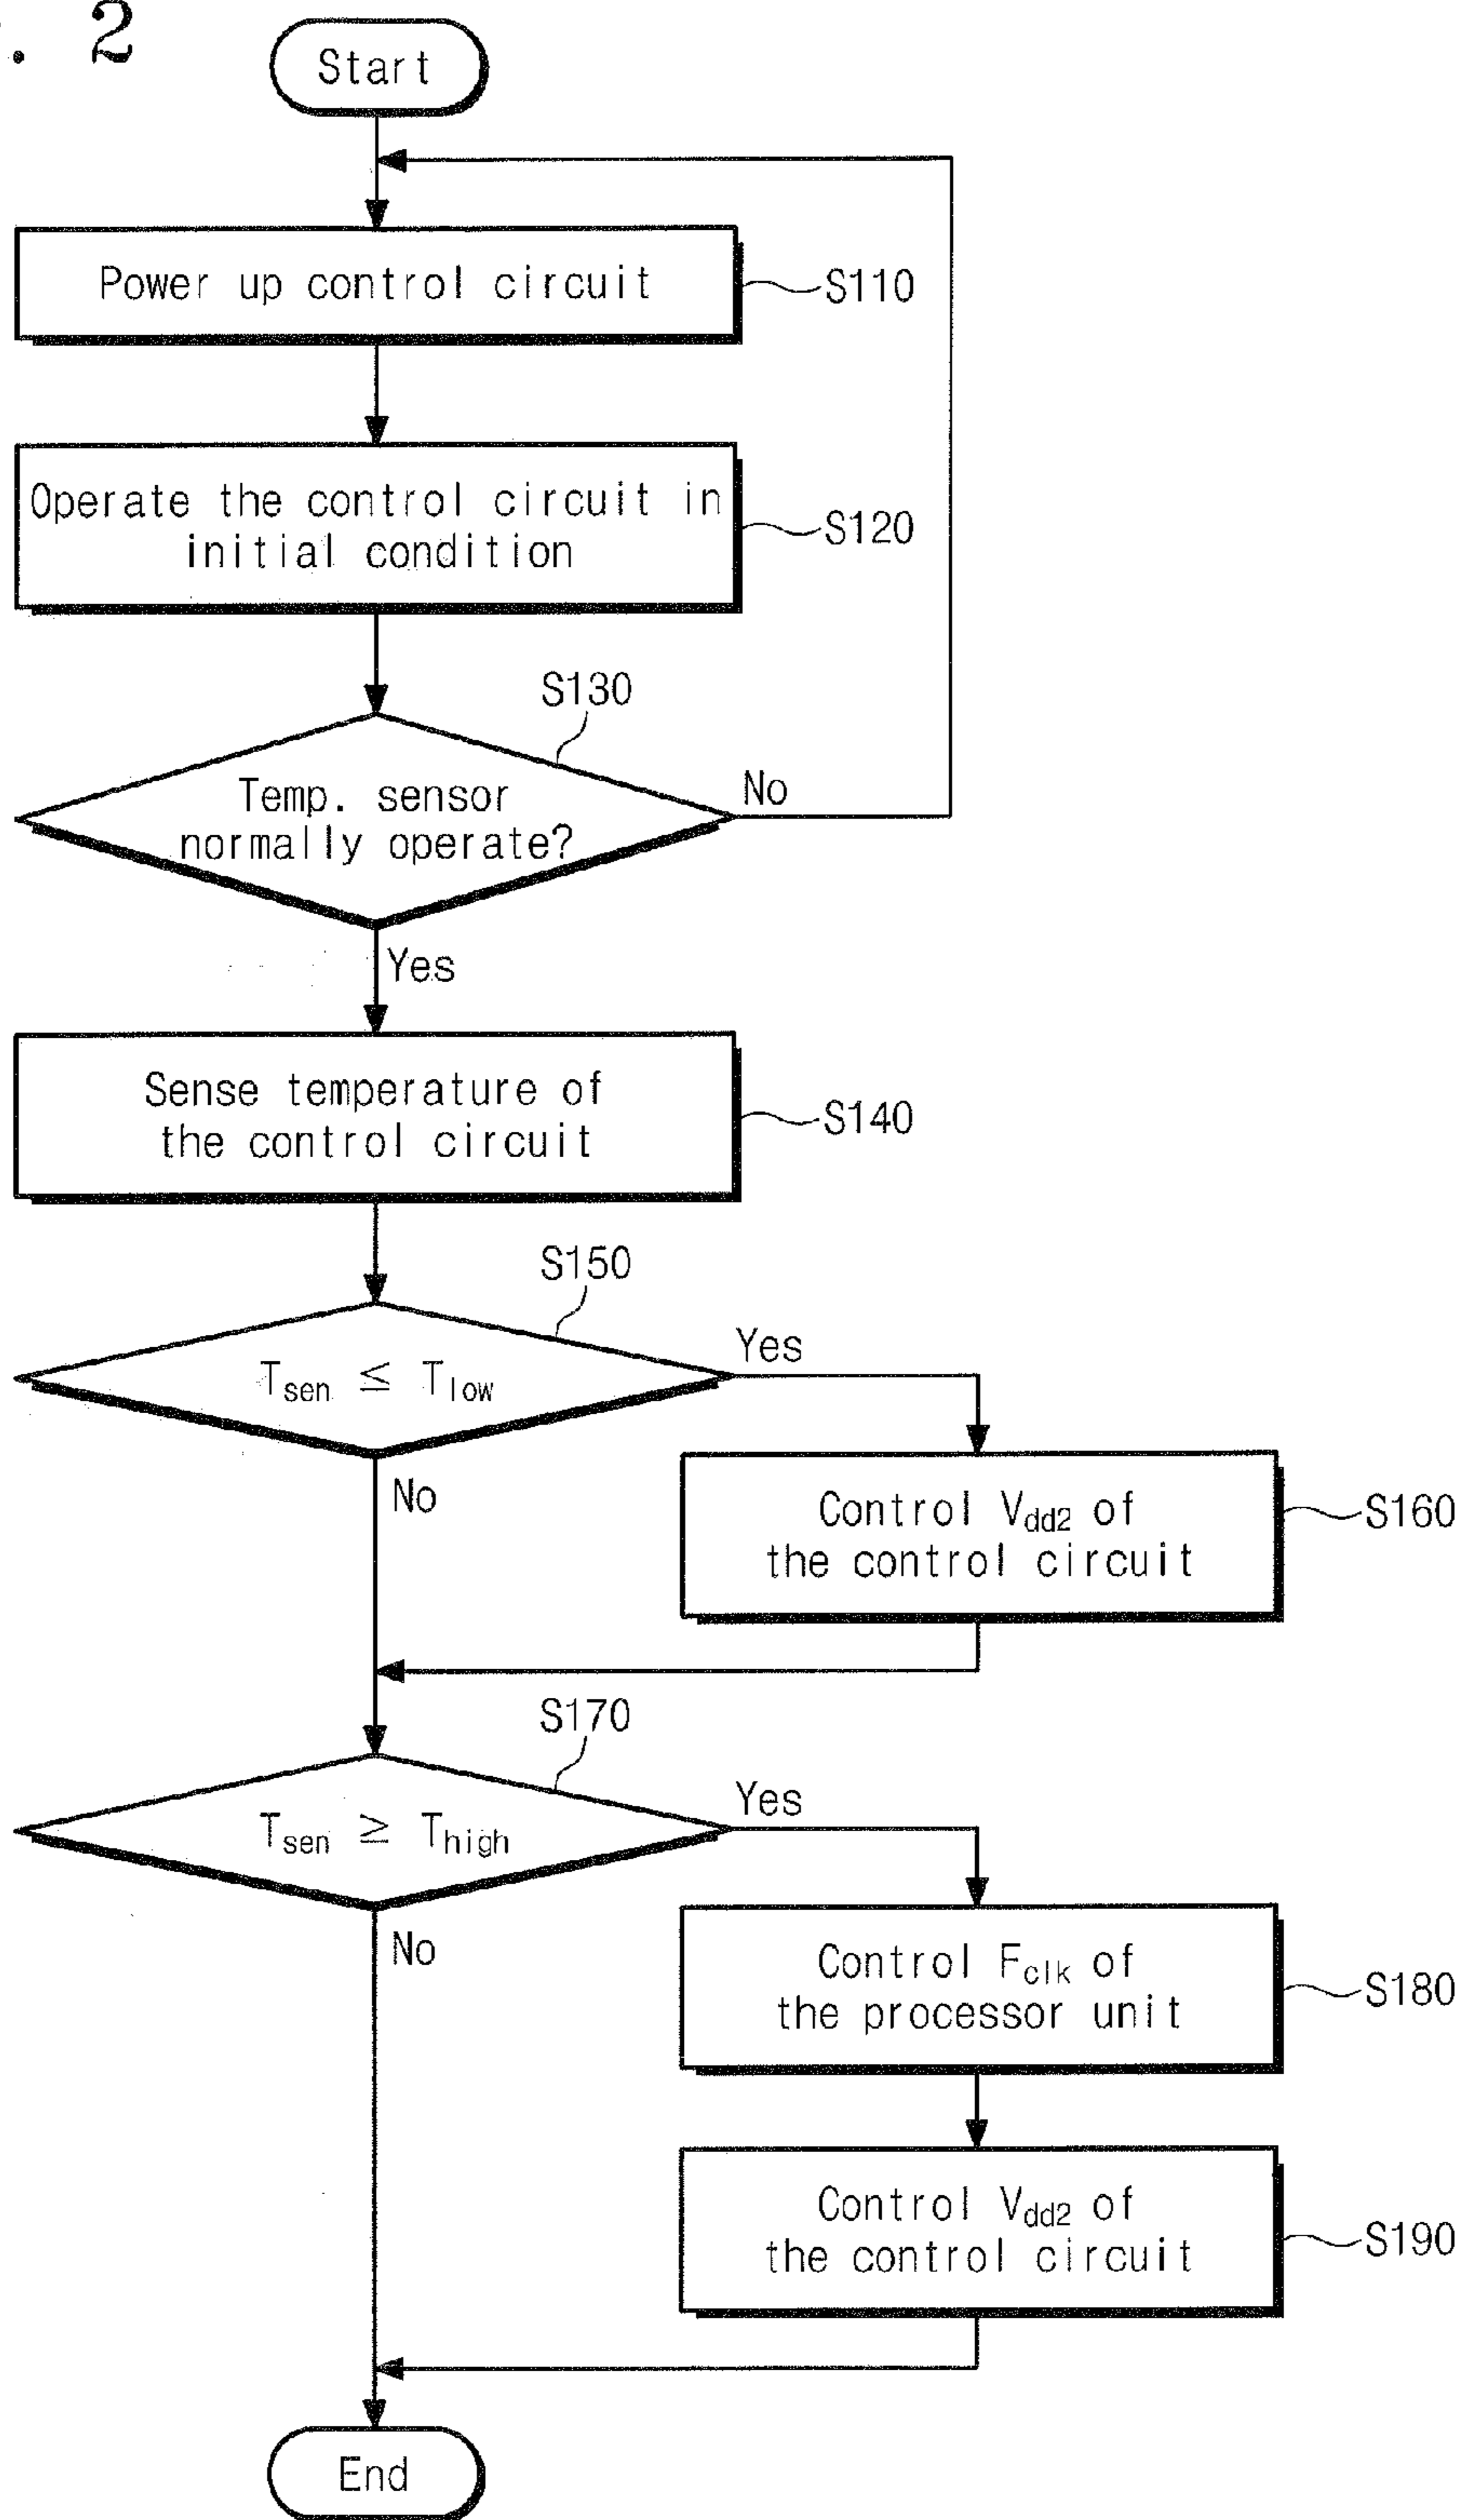 . 2
Start
Power up control circuit
S110
Operate the control circuit in
initial condition
S120
S130
Temp. sensor
normally operate?
No
Yes
Sense temperature of
the control circuit
S140
S150
Tsen ≤ Tlow
Yes
No
Control Vdd2 of
the control circuit
S160
S170
Tsen ≥ Thigh
Yes
No
Control Fclk of
the processor unit
S180
Control Vdd2 of
the control circuit
S190
End